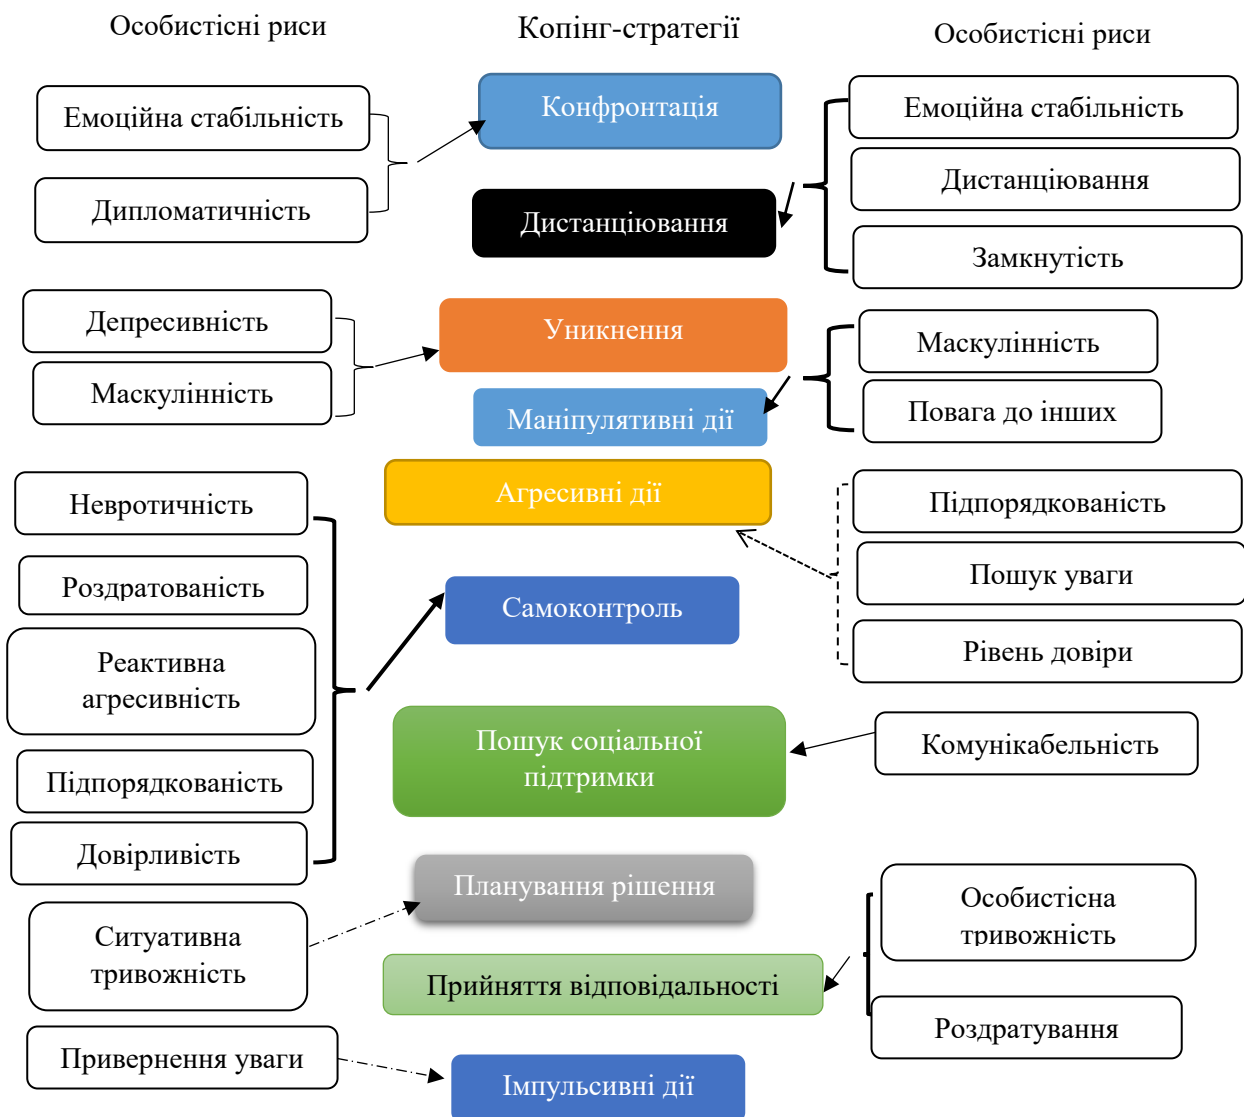 Особистісні риси
Копінг-стратегії
Особистісні риси
Емоційна стабільність
Дипломатичність
Депресивність
Маскулінність
Невротичність
Роздратованість
Реактивна
агресивність
Підпорядкованість
Довірливість
Ситуативна
тривожність
Привернення уваги
Конфронтація
Дистанціювання
Уникнення
Маніпулятивні дії
Агресивні дії
Самоконтроль
Пошук соціальної
підтримки
Планування рішення
Прийняття відповідальності
Імпульсивні дії
Емоційна стабільність
Дистанціювання
Замкнутість
Маскулінність
Повага до інших
Підпорядкованість
Пошук уваги
Рівень довіри
Комунікабельність
Особистісна
тривожність
Роздратування